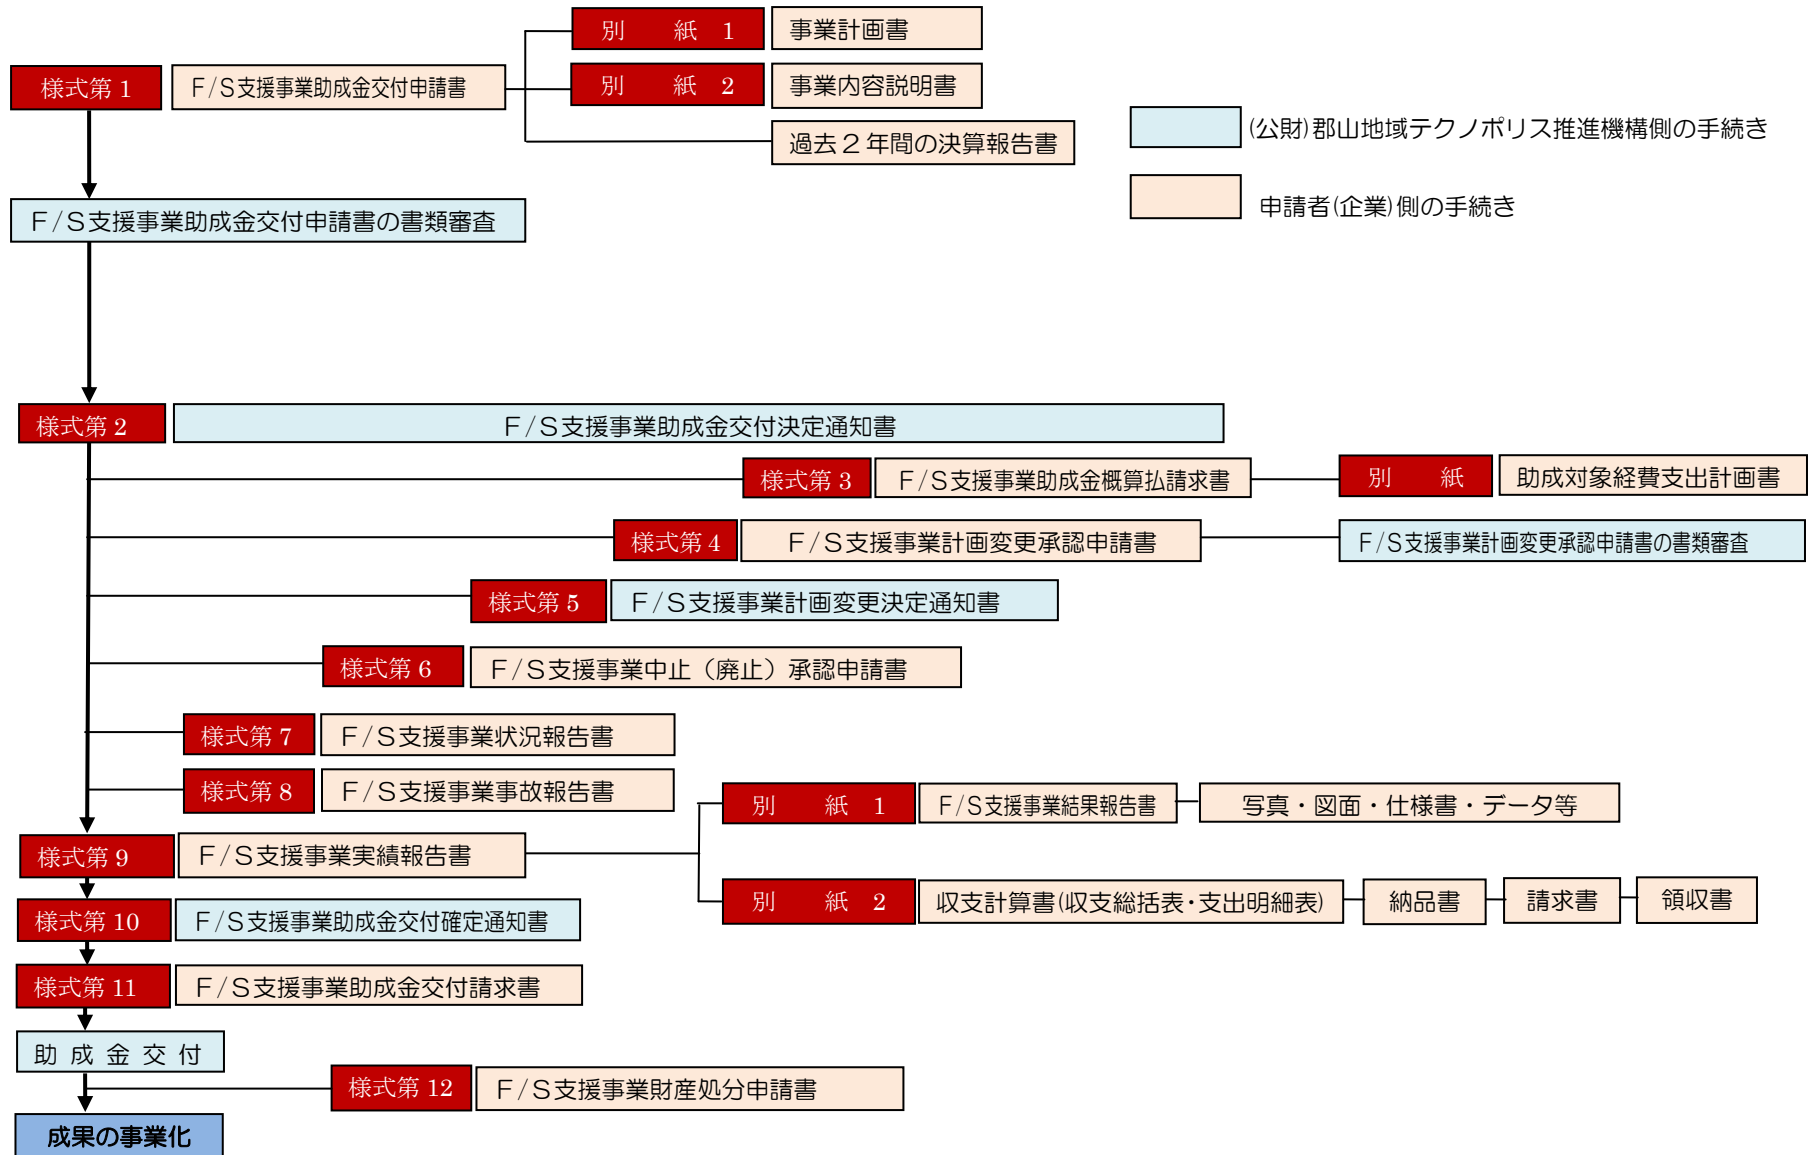 別　紙 1
事業計画書
様式第 1
F/S支援事業助成金交付申請書
別　紙 2
事業内容説明書
過去２年間の決算報告書
(公財)郡山地域テクノポリス推進機構側の手続き
申請者(企業)側の手続き
F/S支援事業助成金交付申請書の書類審査
様式第 2
F/S支援事業助成金交付決定通知書
様式第 3
F/S支援事業助成金概算払請求書
別　紙
助成対象経費支出計画書
様式第 4
F/S支援事業計画変更承認申請書
F/S支援事業計画変更承認申請書の書類審査
様式第 5
F/S支援事業計画変更決定通知書
様式第 6
F/S支援事業中止（廃止）承認申請書
様式第 7
F/S支援事業状況報告書
様式第 8
F/S支援事業事故報告書
別　紙 1
F/S支援事業結果報告書
写真・図面・仕様書・データ等
様式第 9
F/S支援事業実績報告書
別　紙 2
収支計算書(収支総括表・支出明細表)
納品書
請求書
領収書
様式第 10
F/S支援事業助成金交付確定通知書
様式第 11
F/S支援事業助成金交付請求書
助 成 金 交 付
様式第 12
F/S支援事業財産処分申請書
成果の事業化